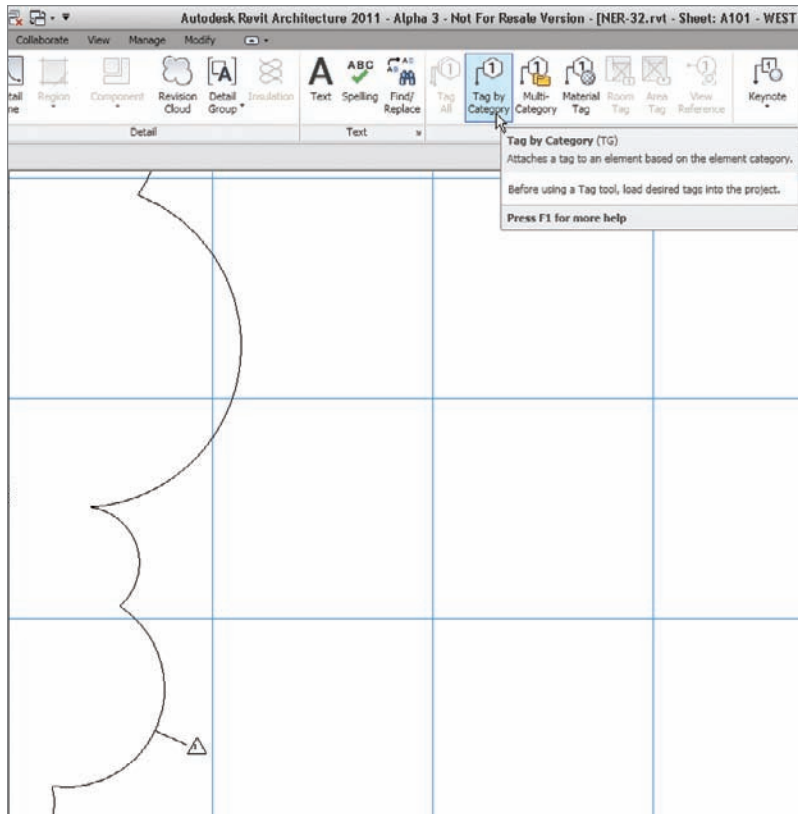 Autodesk Revit Architecture 2011 - Alpha 3 - Not For Resale Version - [NER-32.rvt - Sheet: A101 - WEST
Collaborate View Manage Modify
tail Region Component Revision Detail Insulation Text Spelling Find/ Tag Tag by Multi- Material Room Area View Keynote
ne Cloud Group Replace All Category Category Tag Tag Tag Reference
Detail Text
Tag by Category (TG)
Attaches a tag to an element based on the element category.
Before using a Tag tool, load desired tags into the project.
Press F1 for more help